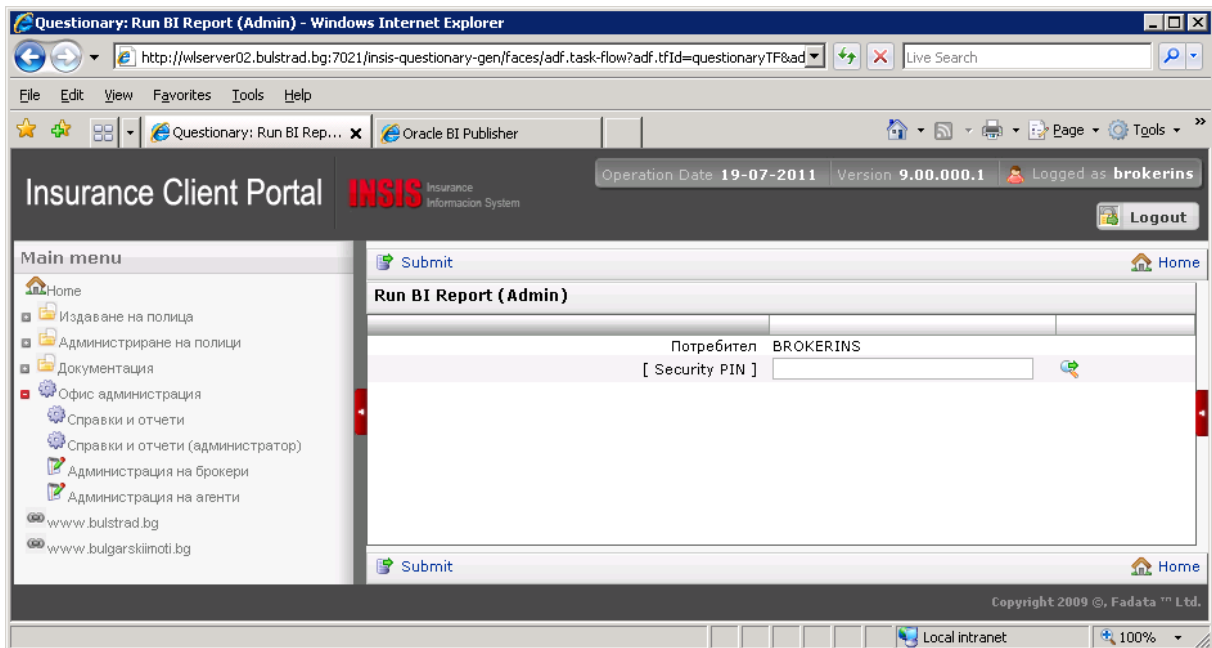 Questionary: Run BI Report (Admin) - Windows Internet Explorer
http://wlserver02.bulstrad.bg:7021/insis-questionary-gen/faces/adf.task-flow?adf.tfId=questionaryTF&ad
Live Search
File Edit View Favorites Tools Help
Questionary: Run BI Rep... Oracle BI Publisher Page Tools »
Insurance Client Portal INSIS Insurance Informacion System
Operation Date 19-07-2011 Version 9.00.000.1 Logged as brokerins
Logout
Main menu
Home
Издаване на полица
Администриране на полици
Документация
Офис администрация
Справки и отчети
Справки и отчети (администратор)
Администрация на брокери
Администрация на агенти
www.bulstrad.bg
www.bulgarskiimoti.bg
Submit Home
Run BI Report (Admin)
Потребител BROKERINS
[ Security PIN ]
Submit Home
Copyright 2009 ©, Fadata ™ Ltd.
Local intranet 100%